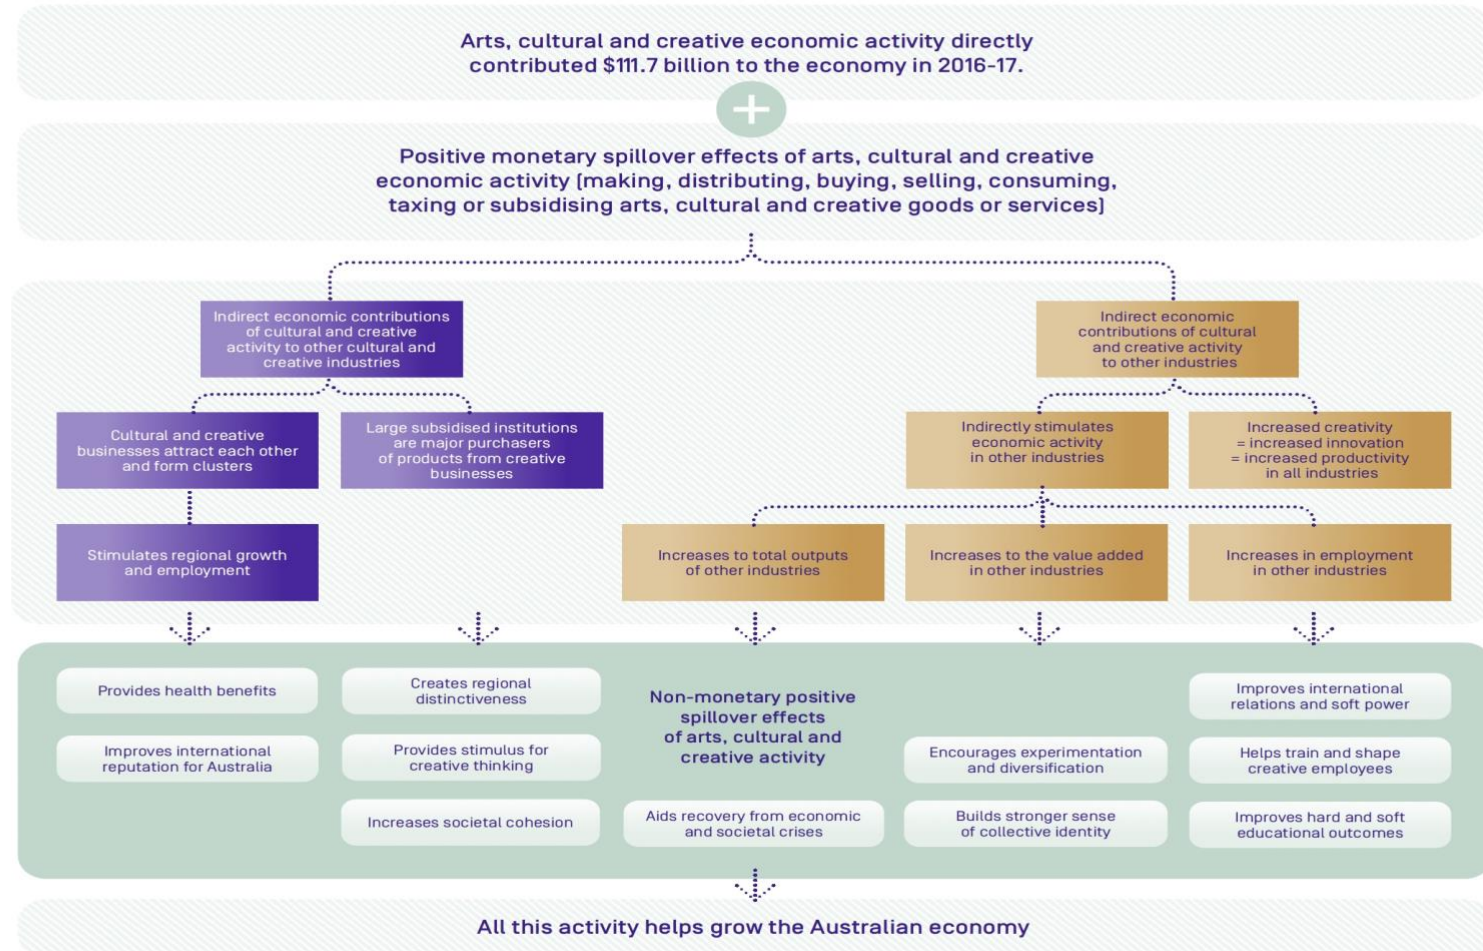 Arts, cultural and creative economic activity directly
contributed $111.7 billion to the economy in 2016-17.
+
Positive monetary spillover effects of arts, cultural and creative
economic activity (making, distributing, buying, selling, consuming,
taxing or subsidising arts, cultural and creative goods or services)
Indirect economic contributions
of cultural and creative
activity to other cultural and
creative industries
Indirect economic
contributions of cultural
and creative activity
to other industries
Cultural and creative
businesses attract each other
and form clusters
Large subsidised institutions
are major purchasers
of products from creative
businesses
Indirectly stimulates
economic activity
in other industries
Increased creativity
= increased innovation
= increased productivity
in all industries
Stimulates regional growth
and employment
Increases to total outputs
of other industries
Increases to the value added
in other industries
Increases in employment
in other industries
Provides health benefits
Improves international
reputation for Australia
Creates regional
distinctiveness
Provides stimulus for
creative thinking
Increases societal cohesion
Non-monetary positive
spillover effects
of arts, cultural and
creative activity
Aids recovery from economic
and societal crises
Encourages experimentation
and diversification
Builds stronger sense
of collective identity
Improves international
relations and soft power
Helps train and shape
creative employees
Improves hard and soft
educational outcomes
All this activity helps grow the Australian economy